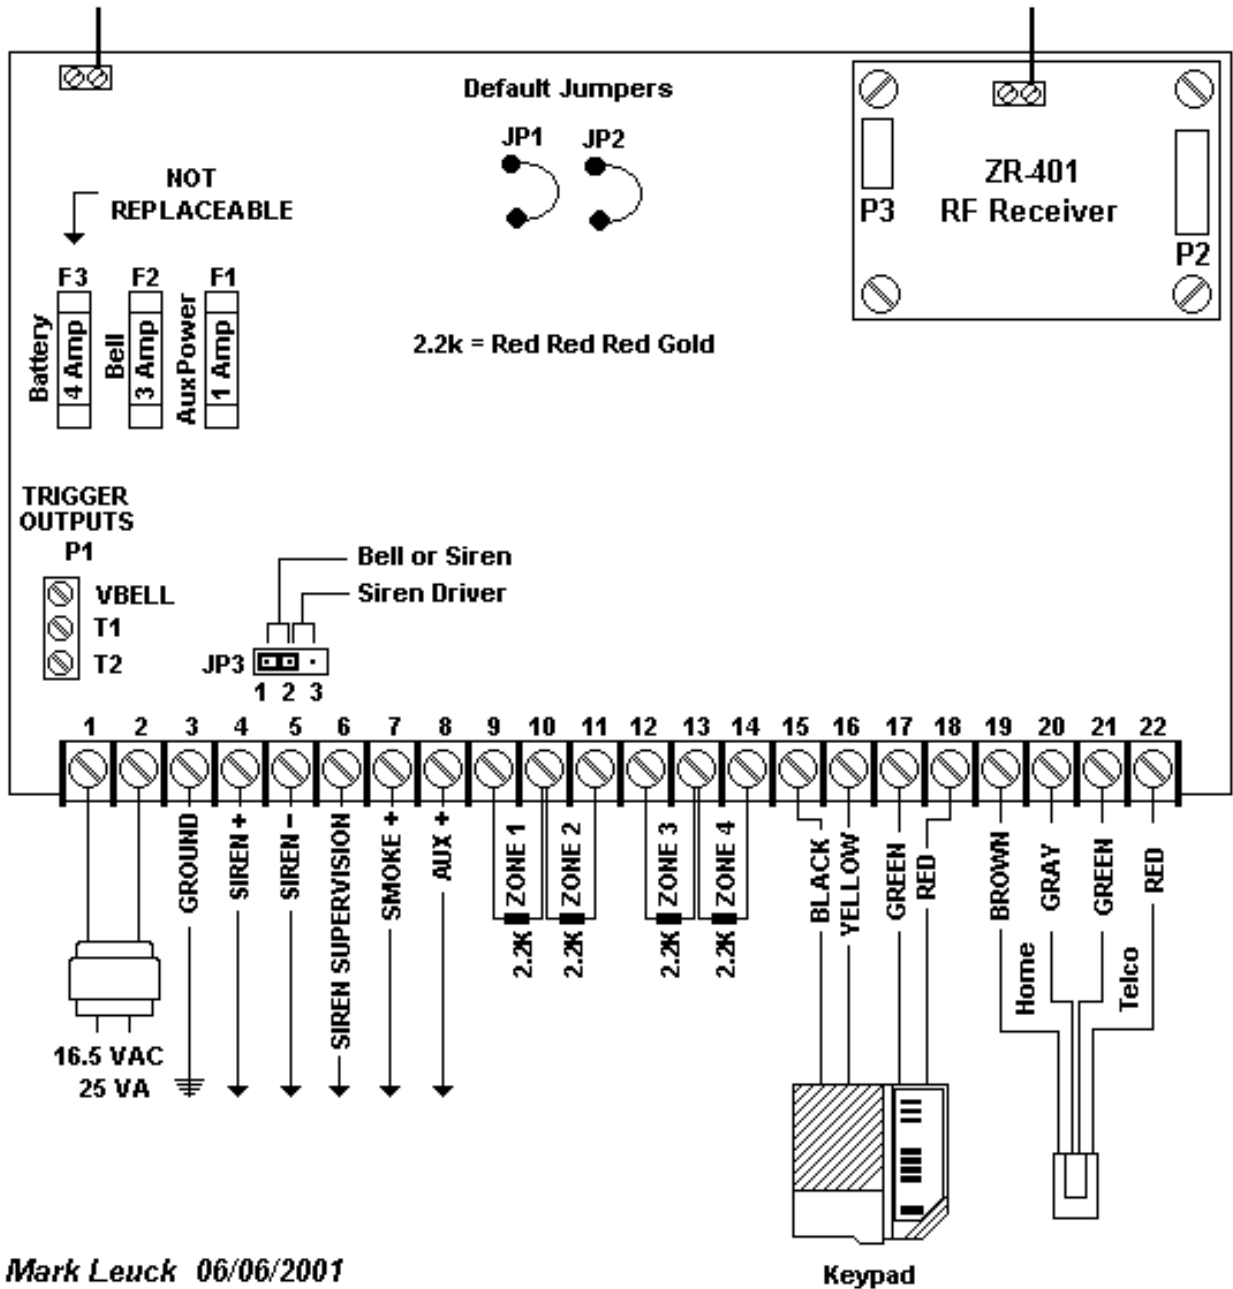 Default Jumpers
JP1 JP2
NOT
REPLACEABLE
ZR-401
RF Receiver
P3
P2
F3 F2 F1
Battery
4 Amp
Bell
3 Amp
Aux Power
1 Amp
2.2k = Red Red Red Gold
TRIGGER
OUTPUTS
P1
VBELL
T1
T2
Bell or Siren
Siren Driver
JP3
1 2 3
1 2 3 4 5 6 7 8 9 10 11 12 13 14 15 16 17 18 19 20 21 22
GROUND
SIREN +
SIREN -
SIREN SUPERVISION
SMOKE +
AUX +
ZONE 1
ZONE 2
ZONE 3
ZONE 4
2.2K
2.2K
2.2K
2.2K
BLACK
YELLOW
GREEN
RED
BROWN
GRAY
GREEN
RED
Home
Telco
16.5 VAC
25 VA
Keypad
Mark Leuck 06/06/2001